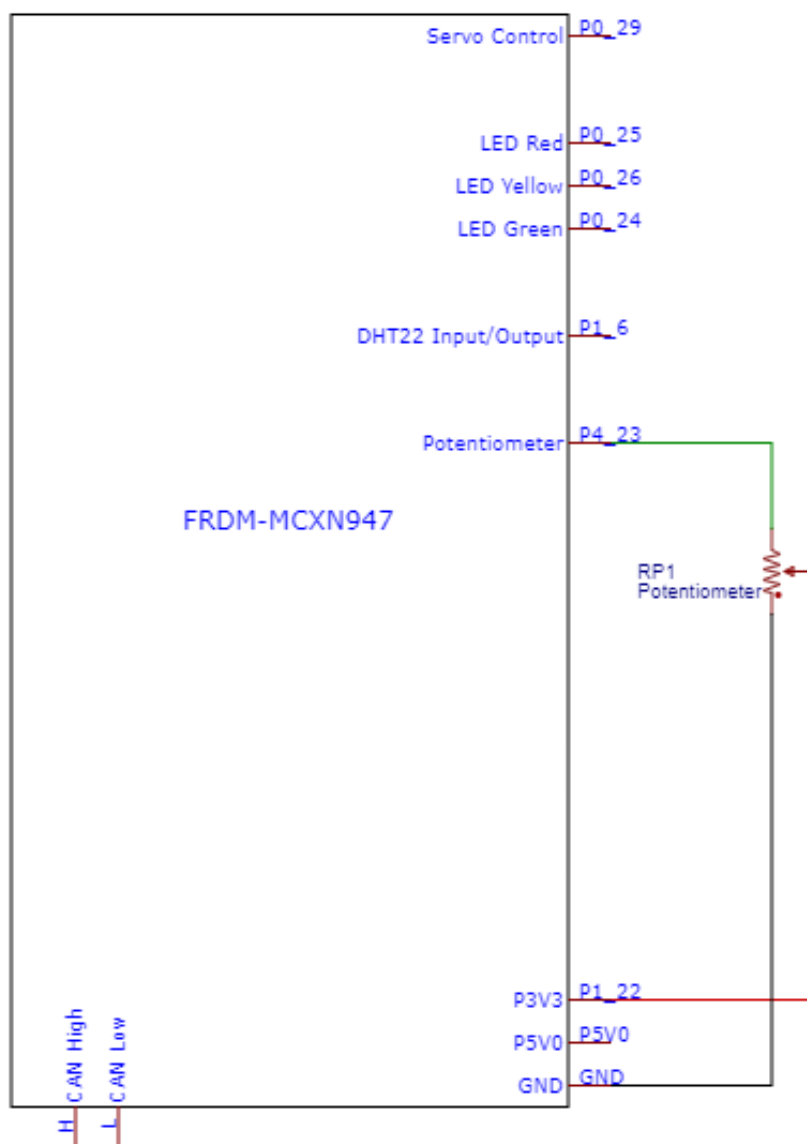 Servo Control P0_29
LED Red P0_25
LED Yellow P0_26
LED Green P0_24
DHT22 Input/Output P1_6
Potentiometer P4_23
FRDM-MCXN947
RP1
Potentiometer
P3V3 P1_22
P5V0 P5V0
GND GND
CAN High
CAN Low
H
L